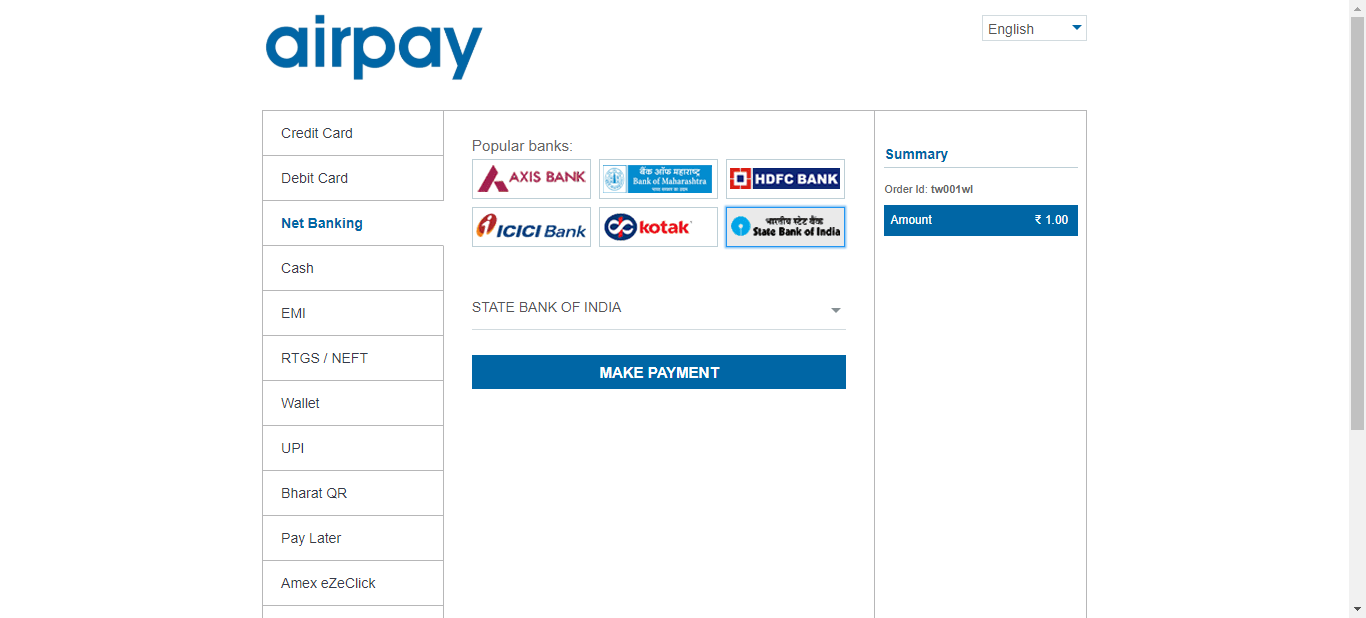 airpay
English
Credit Card
Debit Card
Net Banking
Cash
EMI
RTGS / NEFT
Wallet
UPI
Bharat QR
Pay Later
Amex eZeClick
Popular banks:
AXIS BANK
बैंक ऑफ महाराष्ट्र
Bank of Maharashtra
HDFC BANK
ICICI Bank
kotak
भारतीय स्टेट बैंक
State Bank of India
STATE BANK OF INDIA
MAKE PAYMENT
Summary
Order Id: tw001wl
Amount ₹ 1.00